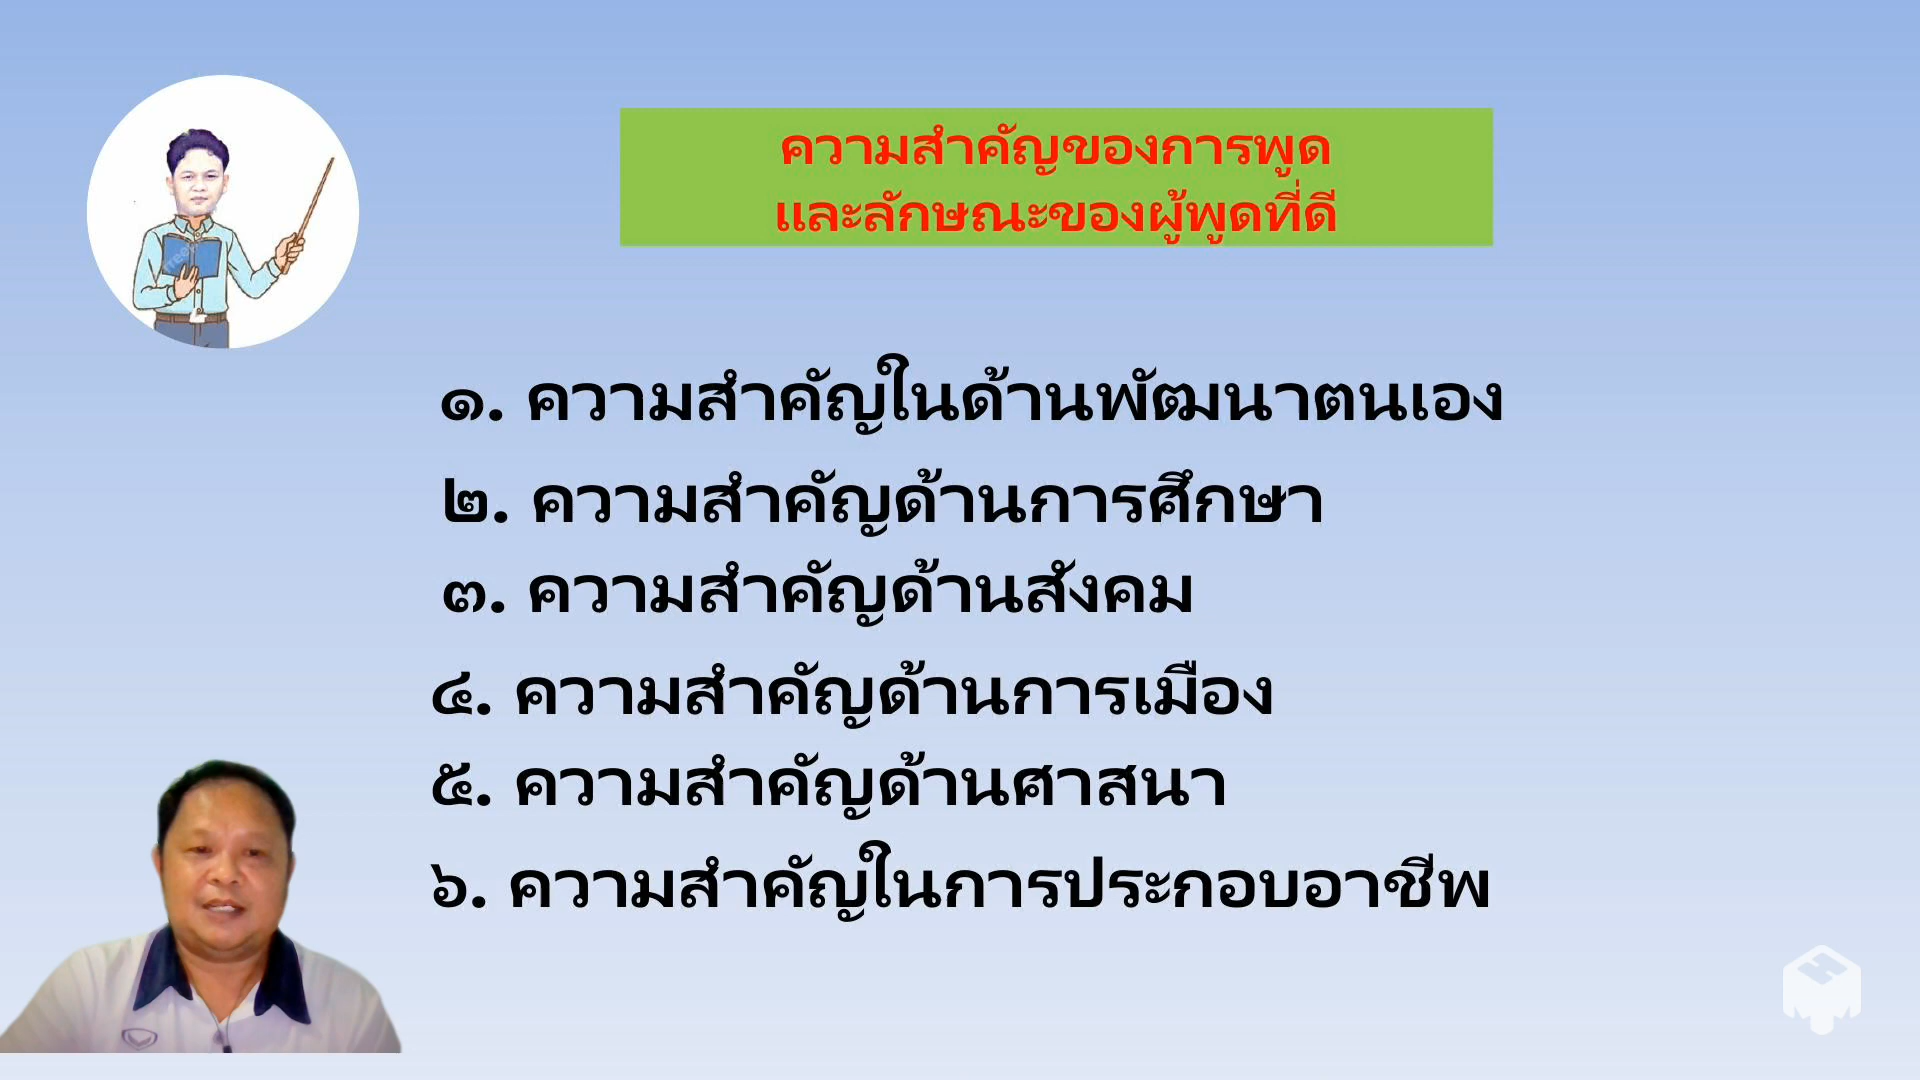 ความสำคัญของการพูด
และลักษณะของผู้พูดที่ดี
๑. ความสำคัญในด้านพัฒนาตนเอง
๒. ความสำคัญด้านการศึกษา
๓. ความสำคัญด้านสังคม
๔. ความสำคัญด้านการเมือง
๕. ความสำคัญด้านศาสนา
๖. ความสำคัญในการประกอบอาชีพ